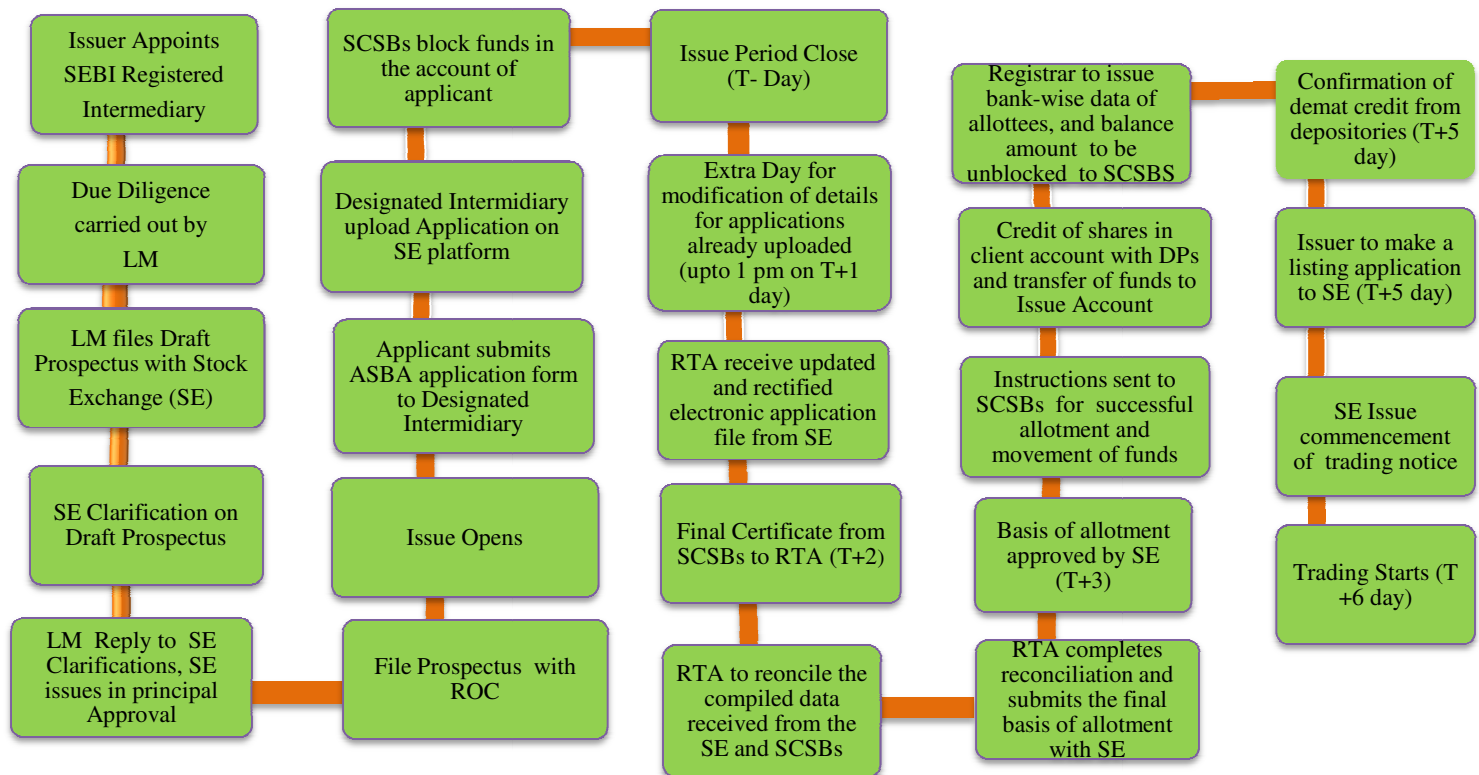 Issuer Appoints
SEBI Registered
Intermediary
Due Diligence
carried out by
LM
LM files Draft
Prospectus with Stock
Exchange (SE)
SE Clarification on
Draft Prospectus
LM Reply to SE
Clarifications, SE
issues in principal
Approval
File Prospectus with
ROC
Issue Opens
Applicant submits
ASBA application form
to Designated
Intermidiary
Designated Intermidiary
upload Application on
SE platform
SCSBs block funds in
the account of
applicant
Issue Period Close
(T- Day)
Extra Day for
modification of details
for applications
already uploaded
(upto 1 pm on T+1
day)
RTA receive updated
and rectified
electronic application
file from SE
Final Certificate from
SCSBs to RTA (T+2)
RTA to reconcile the
compiled data
received from the
SE and SCSBs
RTA completes
reconciliation and
submits the final
basis of allotment
with SE
Basis of allotment
approved by SE
(T+3)
Instructions sent to
SCSBs for successful
allotment and
movement of funds
Credit of shares in
client account with DPs
and transfer of funds to
Issue Account
Registrar to issue
bank-wise data of
allottees, and balance
amount to be
unblocked to SCSBS
Confirmation of
demat credit from
depositories (T+5
day)
Issuer to make a
listing application
to SE (T+5 day)
SE Issue
commencement
of trading notice
Trading Starts (T
+6 day)